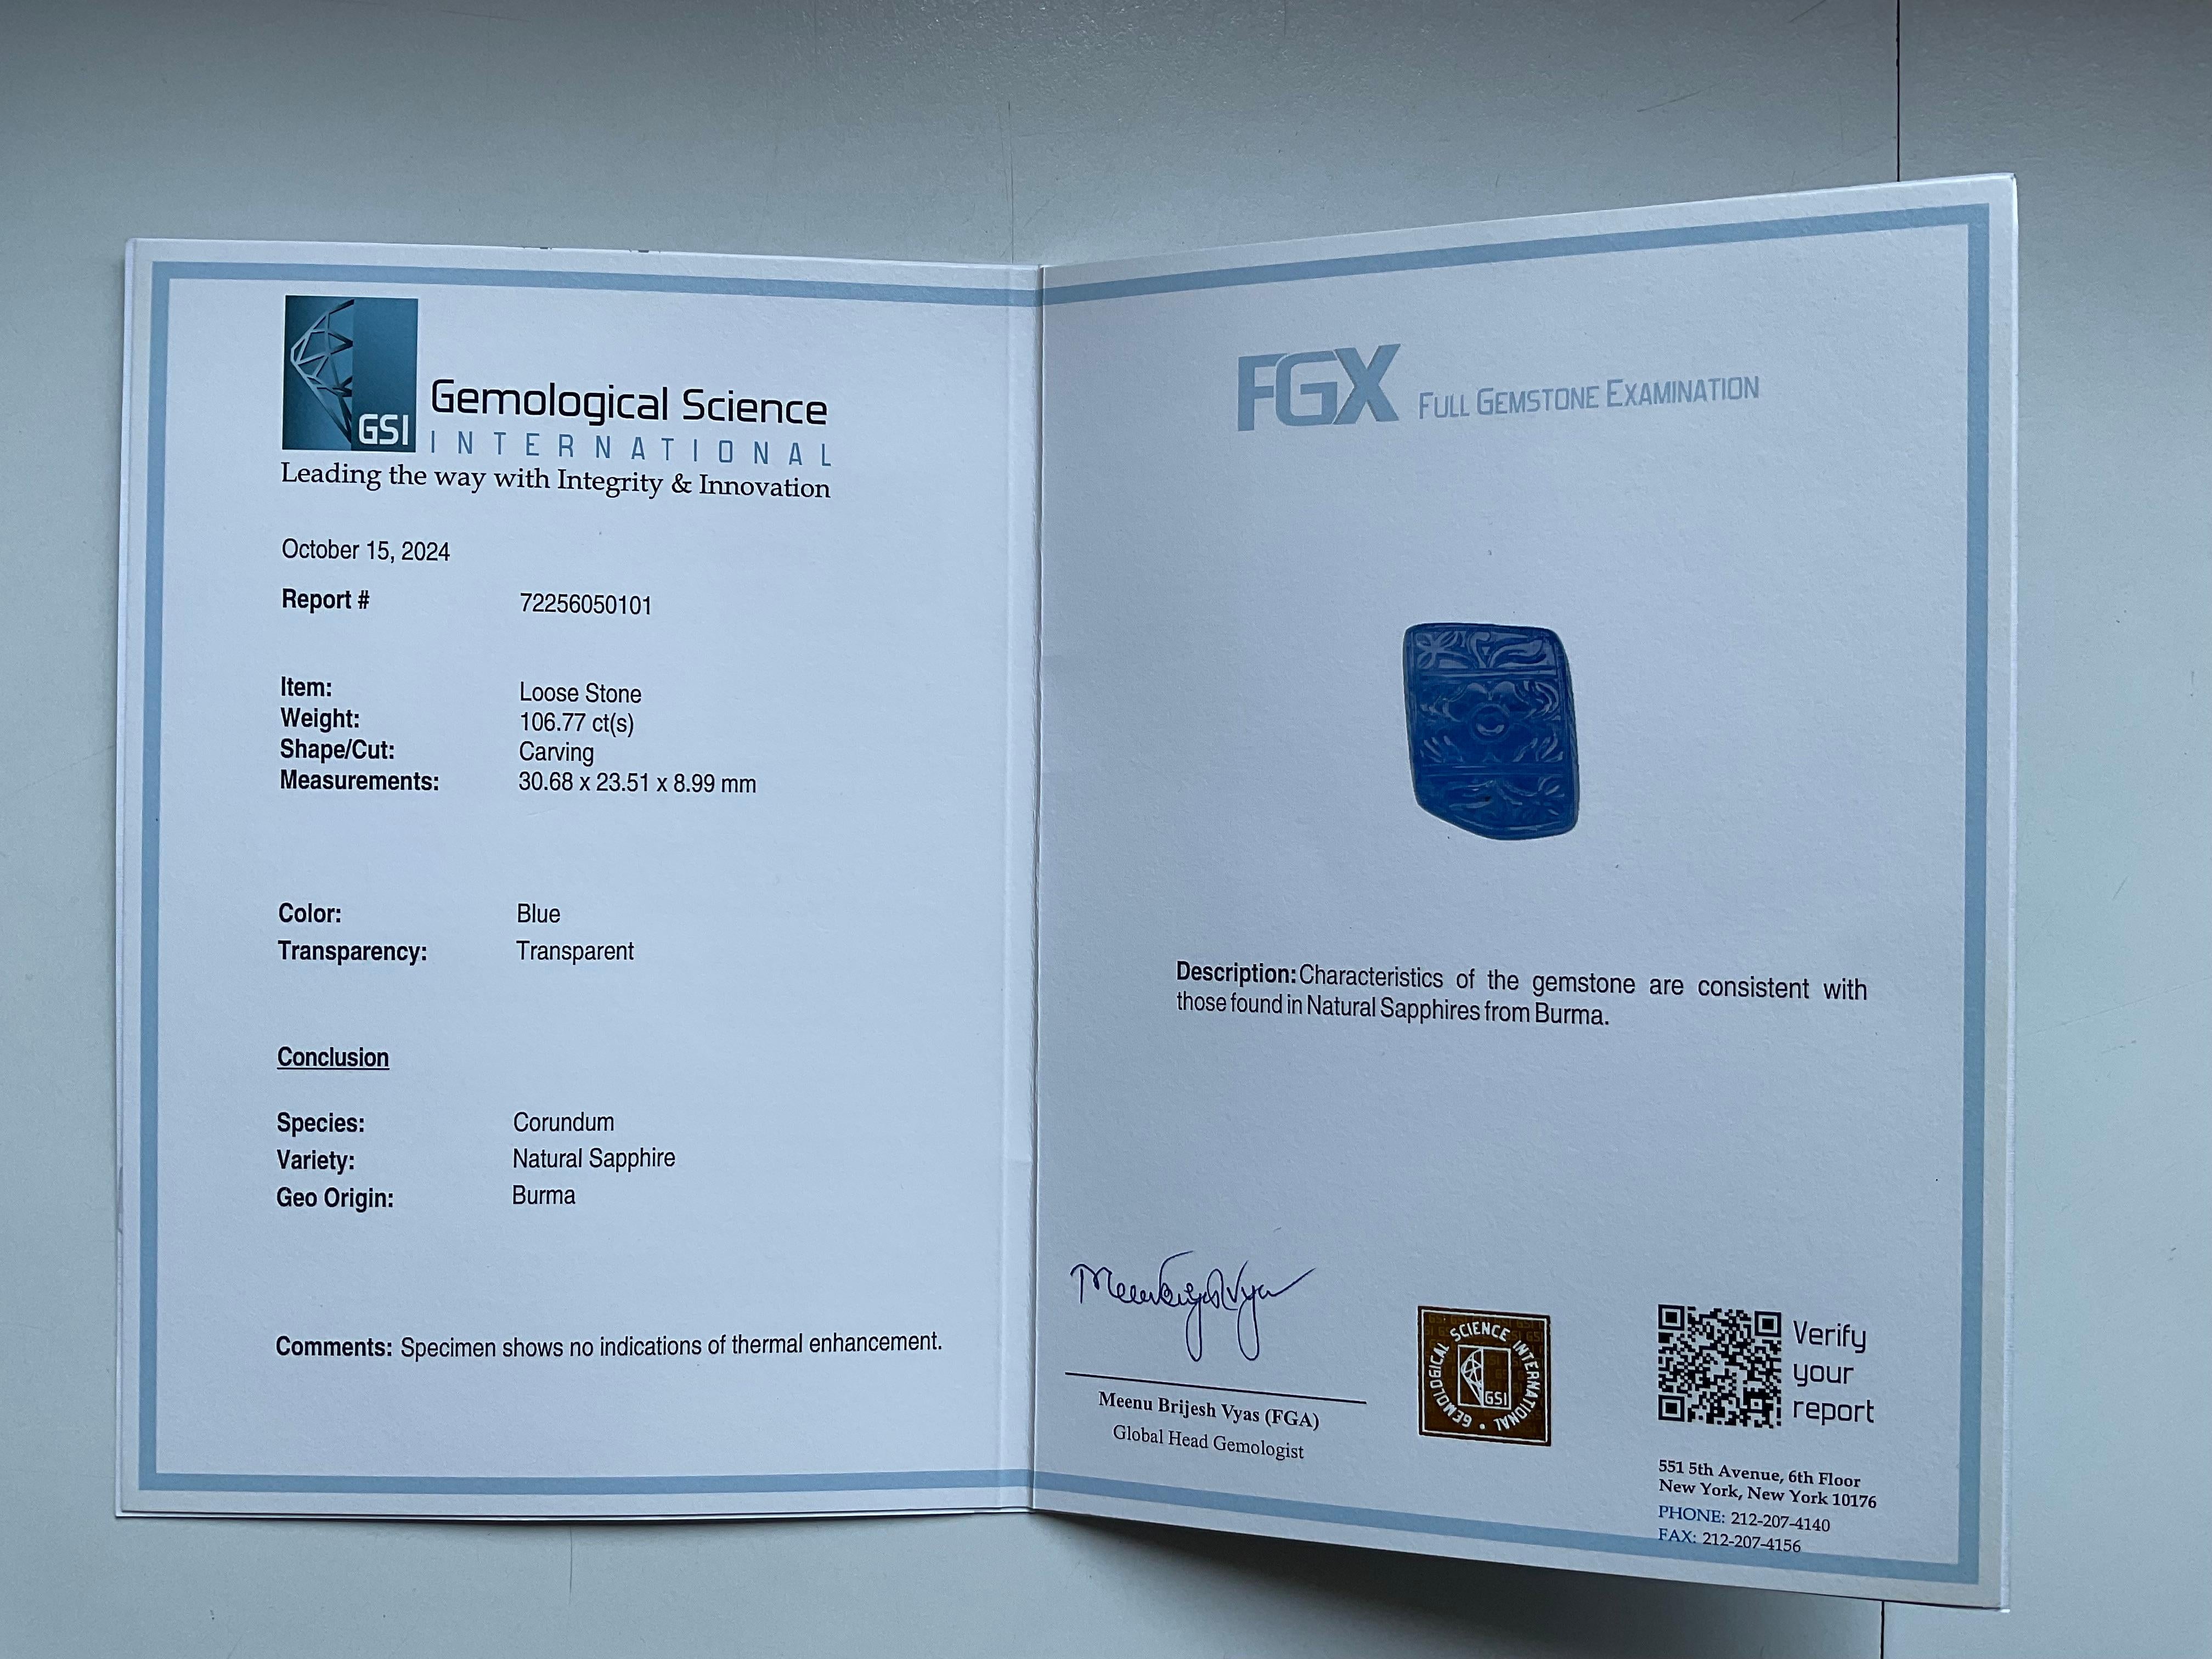 GSI
Gemological Science
INTERNATIONAL
Leading the way with Integrity & Innovation
October 15, 2024
Report # 72256050101
Item: Loose Stone
Weight: 106.77 ct(s)
Shape/Cut: Carving
Measurements: 30.68 x 23.51 x 8.99 mm
Color: Blue
Transparency: Transparent
Conclusion
Species: Corundum
Variety: Natural Sapphire
Geo Origin: Burma
Comments: Specimen shows no indications of thermal enhancement.
FGX FULL GEMSTONE EXAMINATION
Description: Characteristics of the gemstone are consistent with
those found in Natural Sapphires from Burma.
Meenu Brijesh Vyas (FGA)
Global Head Gemologist
GEMOLOGICAL SCIENCE INTERNATIONAL
GSI
Verify
your
report
551 5th Avenue, 6th Floor
New York, New York 10176
PHONE: 212-207-4140
FAX: 212-207-4156